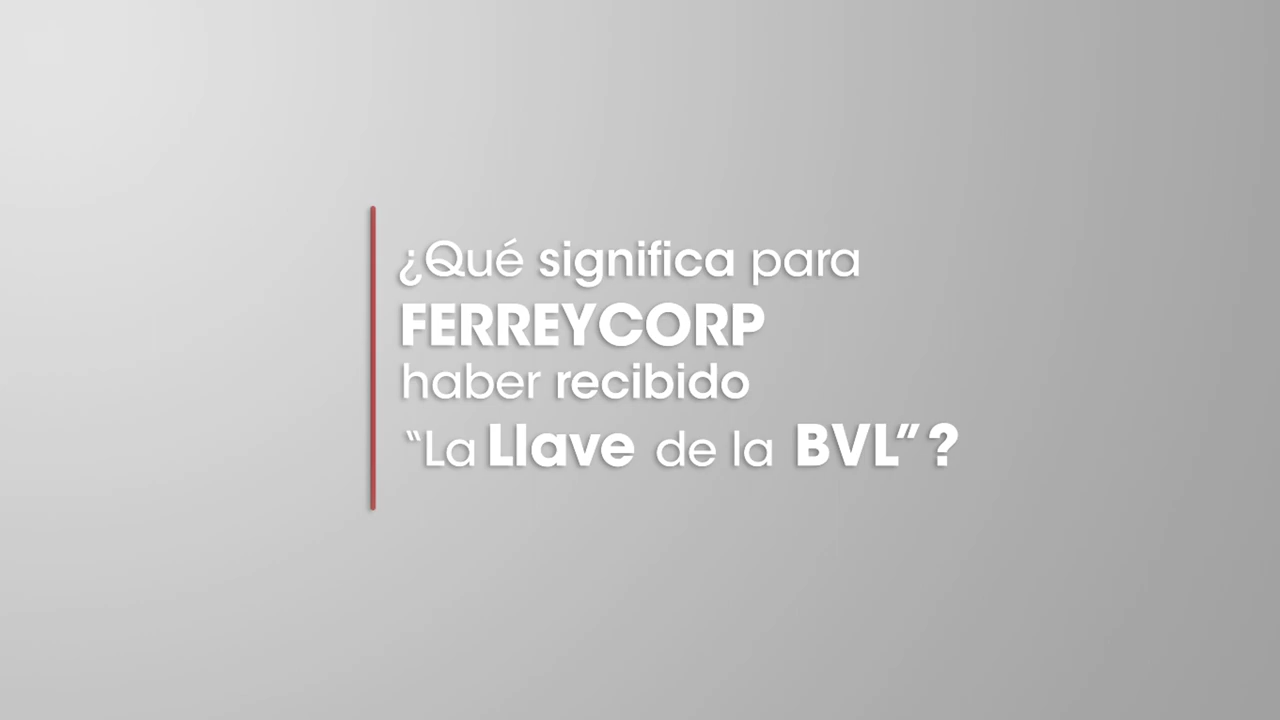 ¿Qué significa para
FERREYCORP
haber recibido
“La Llave de la BVL”?